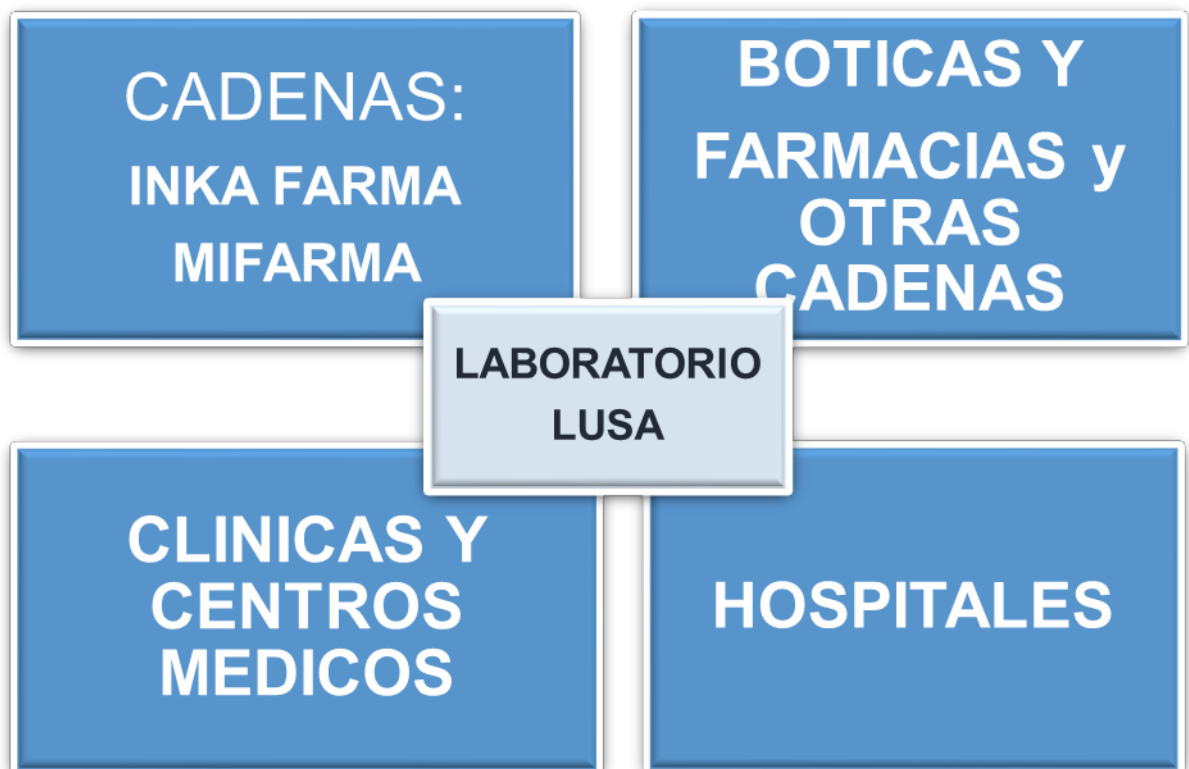 CADENAS:
INKA FARMA
MIFARMA
BOTICAS Y
FARMACIAS y
OTRAS
CADENAS
LABORATORIO
LUSA
CLINICAS Y
CENTROS
MEDICOS
HOSPITALES